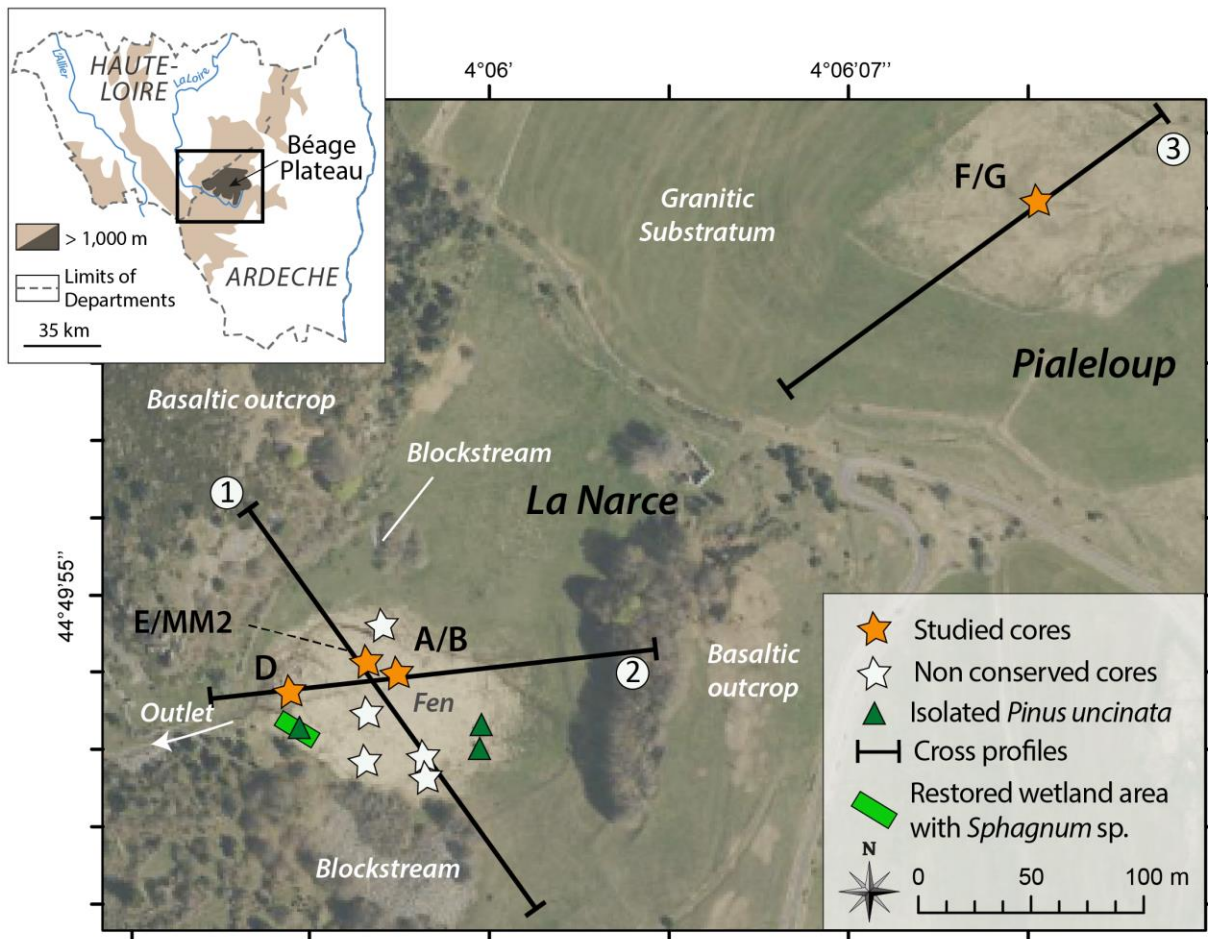 HAUTE-
LOIRE
L'Allier
La Loire
Béage
Plateau
> 1,000 m
Limits of
Departments
ARDECHE
35 km
4°06'
4°06'07''
44°49'55''
3
F/G
Granitic
Substratum
Pialeloup
Basaltic outcrop
Blockstream
1
La Narce
E/MM2
A/B
D
2
Basaltic
outcrop
Fen
Outlet
Blockstream
Studied cores
Non conserved cores
Isolated Pinus uncinata
Cross profiles
Restored wetland area
with Sphagnum sp.
N
0 50 100 m